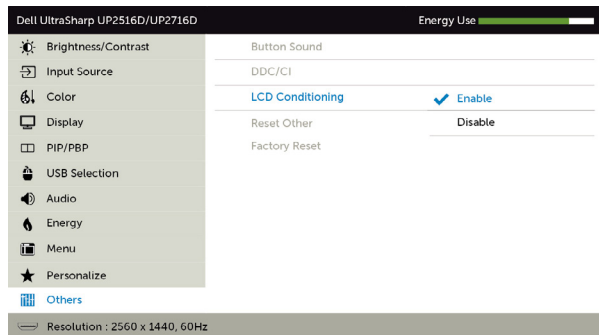 Dell UltraSharp UP2516D/UP2716D Energy Use
Brightness/Contrast Button Sound
Input Source DDC/CI
Color LCD Conditioning Enable
Display Reset Other Disable
PIP/PBP Factory Reset
USB Selection
Audio
Energy
Menu
Personalize
Others
Resolution : 2560 x 1440, 60Hz